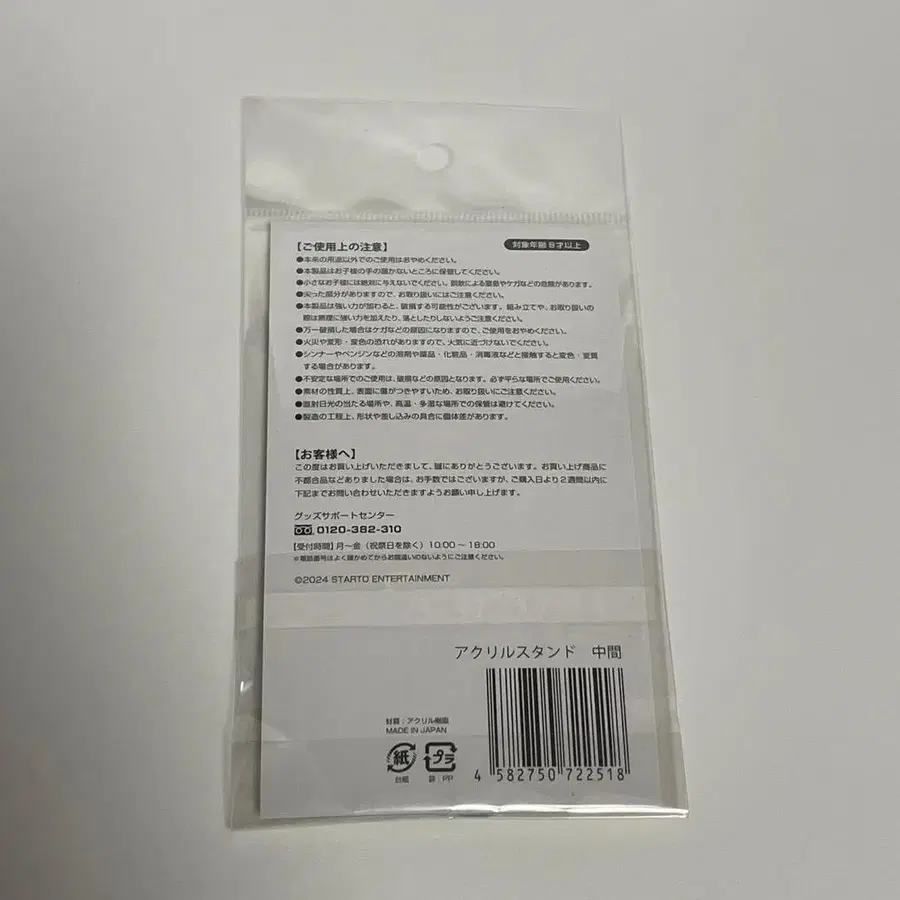 【ご使用上の注意】
対象年齢8才以上
●本来の用途以外でのご使用はおやめください。
●本製品はお子様の手の届かないところに保管してください。
●小さなお子様には絶対に与えないでください。誤飲による窒息やケガなどの危険があります。
●尖った部分がありますので、お取り扱いにはご注意ください。
●本製品は強い力が加わると、破損する可能性がございます。組み立てや、お取り扱いの
際は無理に強い力を加えたり、落としたりしないようご注意ください。
●万一破損した場合はケガなどの原因になりますので、ご使用をおやめください。
●火災や変形・変色の恐れがありますので、火気に近づけないでください。
●シンナーやベンジンなどの溶剤や薬品・化粧品・消毒液などと接触すると変色・変質
する場合があります。
●不安定な場所でのご使用は、破損などの原因となります。必ず平らな場所でご使用ください。
●素材の性質上、表面に傷がつきやすいため、お取り扱いにご注意ください。
●直射日光の当たる場所や、高温・多湿な場所での保管は避けてください。
●製造の工程上、形状や差し込みの具合に個体差があります。
【お客様へ】
この度はお買い上げいただきまして、誠にありがとうございます。お買い上げ商品に
不都合品などありました場合は、お手数ではございますが、ご購入日より2週間以内に
下記までお問い合わせいただきますようお願い申し上げます。
グッズサポートセンター
0120-382-310
【受付時間】月～金（祝祭日を除く）10:00～18:00
※電話番号はよく確かめてからお間違いのないようにご注意ください。
©2024 STARTO ENTERTAINMENT
アクリルスタンド 中間
材質：アクリル樹脂
MADE IN JAPAN
紙 プラ
台紙 袋：PP
4 582750 722518